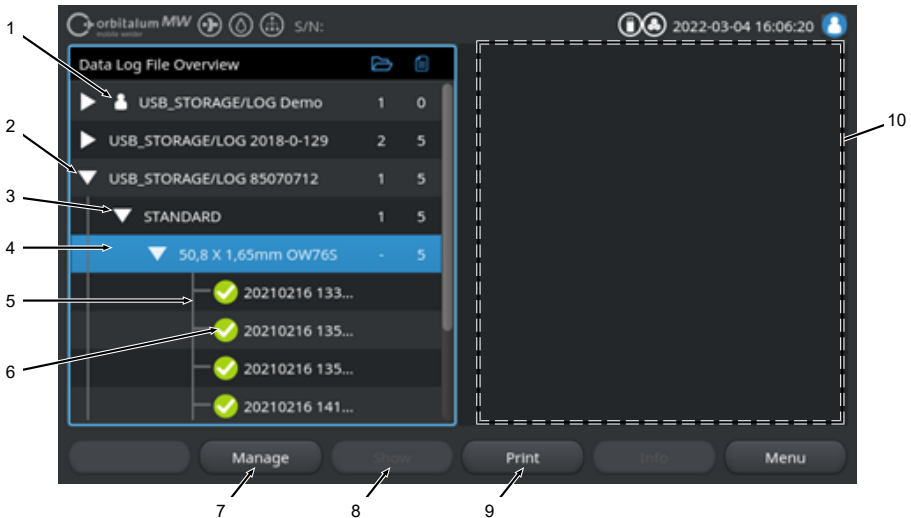 orbitalum MW S/N: 2022-03-04 16:06:20
mobile welder
1
Data Log File Overview
USB_STORAGE/LOG Demo 1 0
2
USB_STORAGE/LOG 2018-0-129 2 5
10
USB_STORAGE/LOG 85070712 1 5
3
STANDARD 1 5
4
50,8 X 1,65mm OW76S - 5
5
20210216 133...
20210216 135...
6
20210216 135...
20210216 141...
Manage Show Print Info Menu
7 8 9